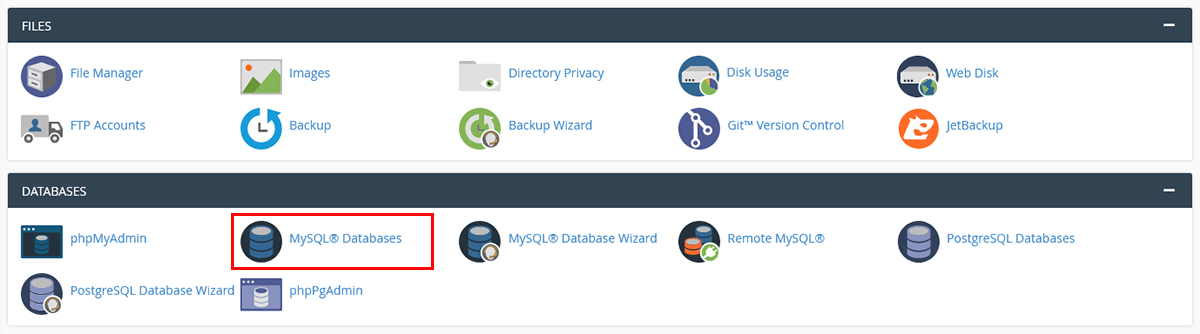 FILES
File Manager
Images
Directory Privacy
Disk Usage
Web Disk
FTP Accounts
Backup
Backup Wizard
Git™ Version Control
JetBackup
DATABASES
phpMyAdmin
MySQL® Databases
MySQL® Database Wizard
Remote MySQL®
PostgreSQL Databases
PostgreSQL Database Wizard
phpPgAdmin